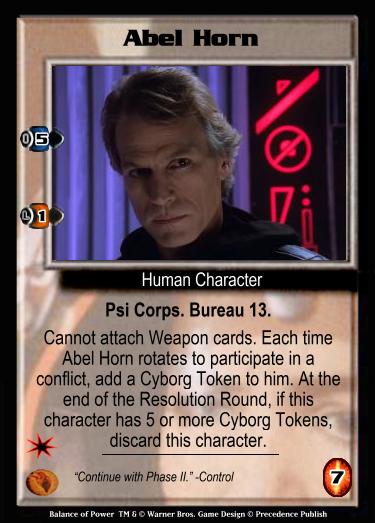 Abel Horn
5
1
Human Character
Psi Corps. Bureau 13.
Cannot attach Weapon cards. Each time
Abel Horn rotates to participate in a
conflict, add a Cyborg Token to him. At the
end of the Resolution Round, if this
character has 5 or more Cyborg Tokens,
discard this character.
"Continue with Phase II." -Control
7
Balance of Power TM & © Warner Bros. Game Design © Precedence Publish